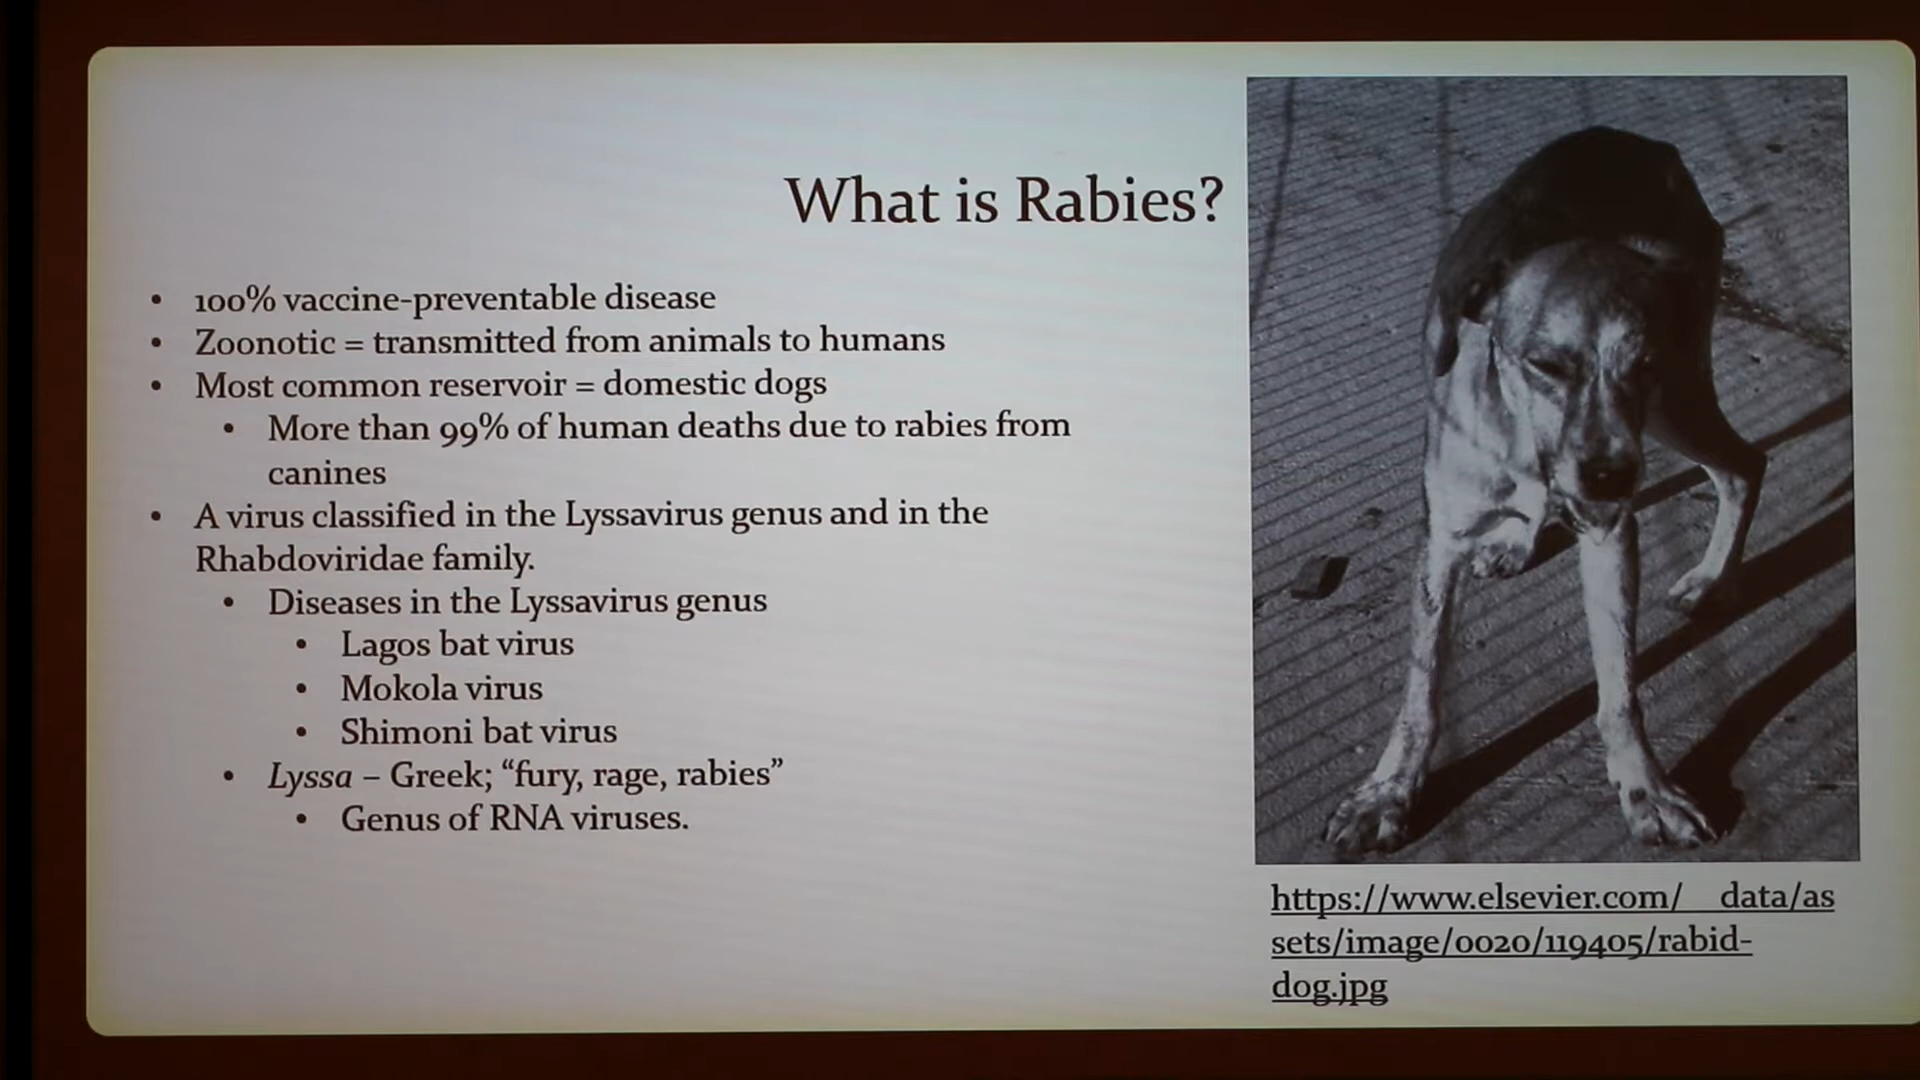 What is Rabies?
• 100% vaccine-preventable disease
• Zoonotic = transmitted from animals to humans
• Most common reservoir = domestic dogs
• More than 99% of human deaths due to rabies from
canines
• A virus classified in the Lyssavirus genus and in the
Rhabdoviridae family.
• Diseases in the Lyssavirus genus
• Lagos bat virus
• Mokola virus
• Shimoni bat virus
• Lyssa – Greek; “fury, rage, rabies”
• Genus of RNA viruses.
https://www.elsevier.com/__data/as
sets/image/0020/119405/rabid-
dog.jpg